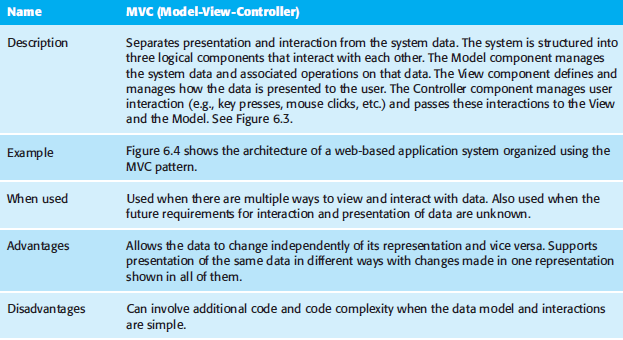 Name MVC (Model-View-Controller)
Description Separates presentation and interaction from the system data. The system is structured into
three logical components that interact with each other. The Model component manages
the system data and associated operations on that data. The View component defines and
manages how the data is presented to the user. The Controller component manages user
interaction (e.g., key presses, mouse clicks, etc.) and passes these interactions to the View
and the Model. See Figure 6.3.
Example Figure 6.4 shows the architecture of a web-based application system organized using the
MVC pattern.
When used Used when there are multiple ways to view and interact with data. Also used when the
future requirements for interaction and presentation of data are unknown.
Advantages Allows the data to change independently of its representation and vice versa. Supports
presentation of the same data in different ways with changes made in one representation
shown in all of them.
Disadvantages Can involve additional code and code complexity when the data model and interactions
are simple.